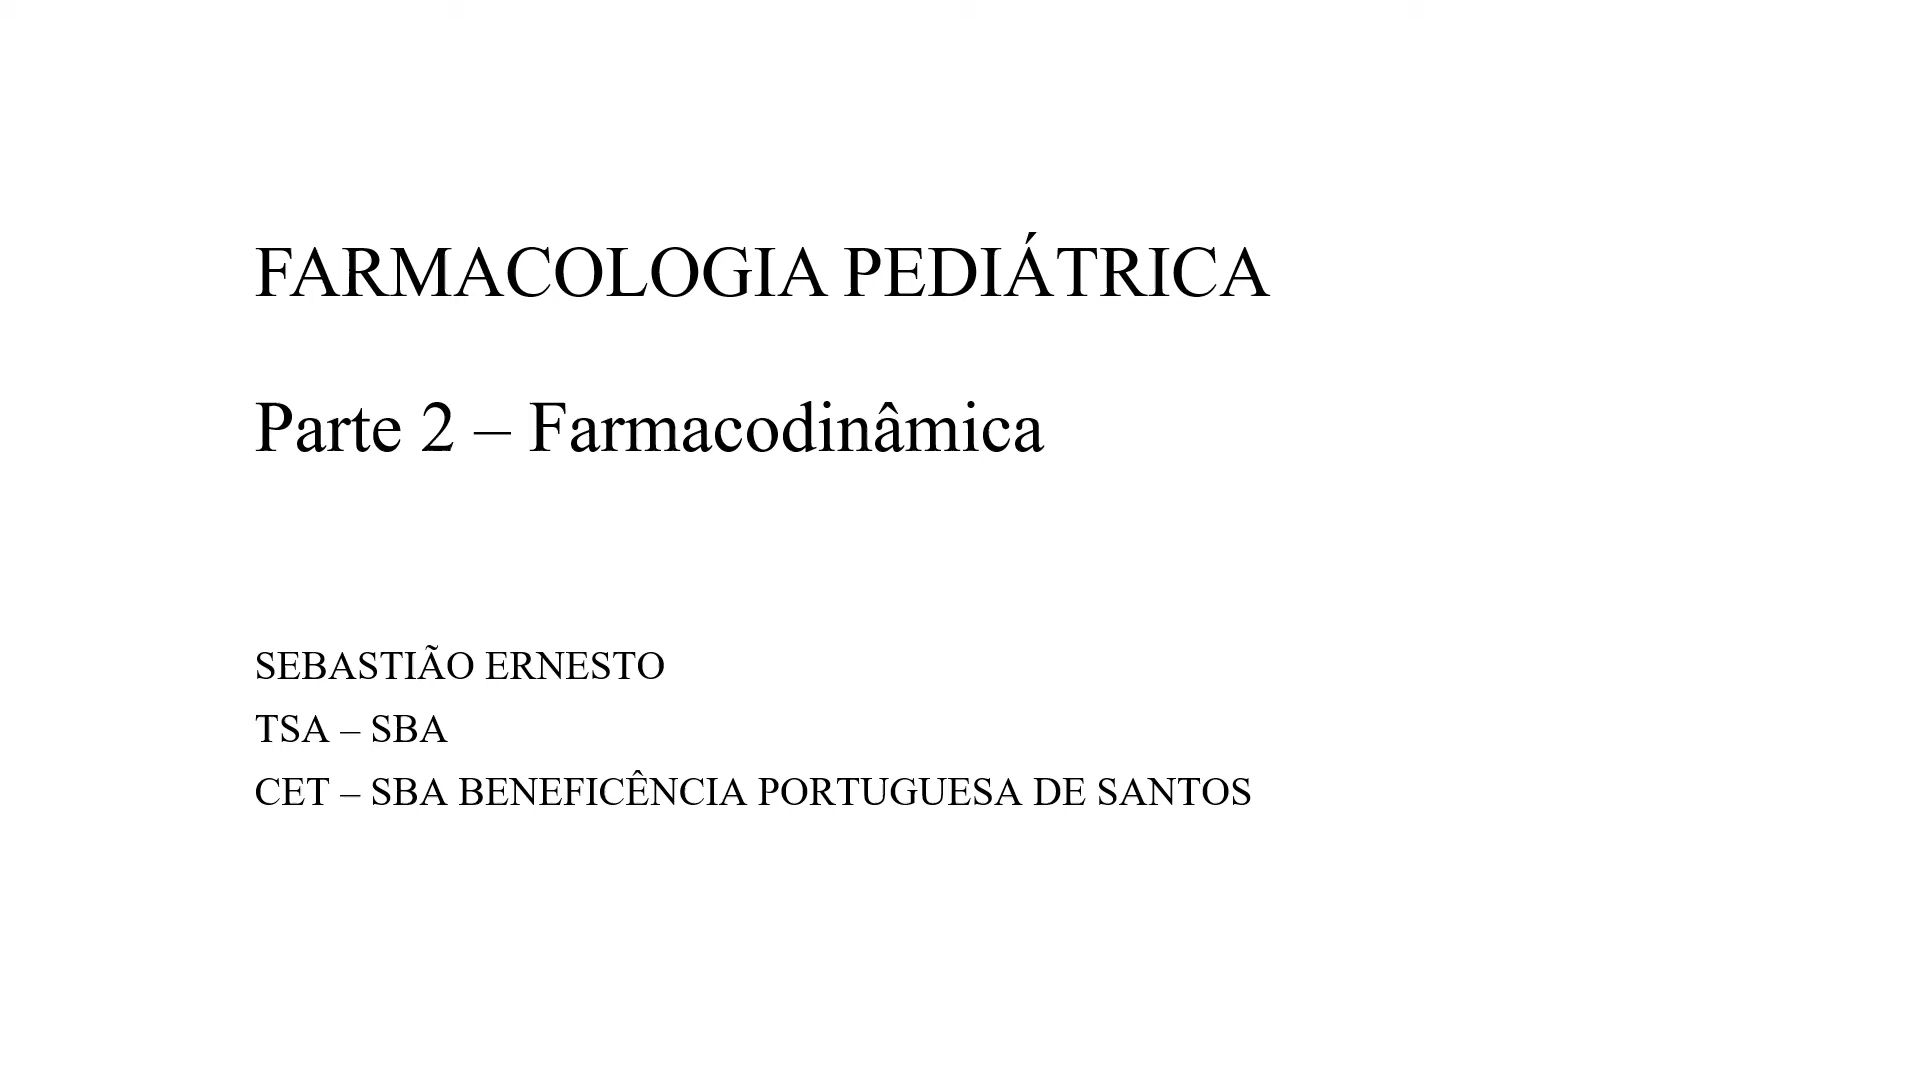 FARMACOLOGIA PEDIÁTRICA
Parte 2 – Farmacodinâmica
SEBASTIÃO ERNESTO
TSA – SBA
CET – SBA BENEFICÊNCIA PORTUGUESA DE SANTOS